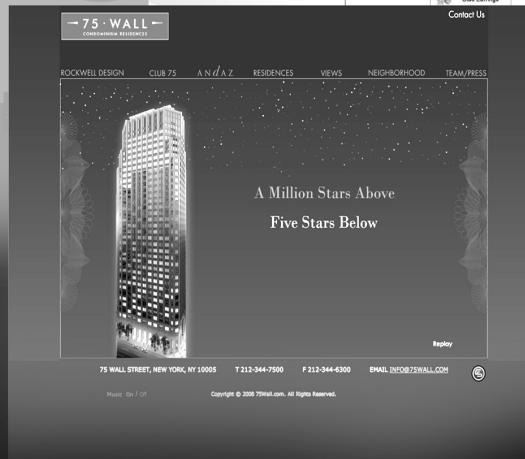 Contact Us
75 · WALL
CONDOMINIUM RESIDENCES
ROCKWELL DESIGN CLUB 75 ANdAZ RESIDENCES VIEWS NEIGHBORHOOD TEAM/PRESS
A Million Stars Above
Five Stars Below
Replay
75 WALL STREET, NEW YORK, NY 10005 T 212-344-7500 F 212-344-6300 EMAIL INFO@75WALL.COM
Music On / Off Copyright © 2008 75Wall.com. All Rights Reserved.